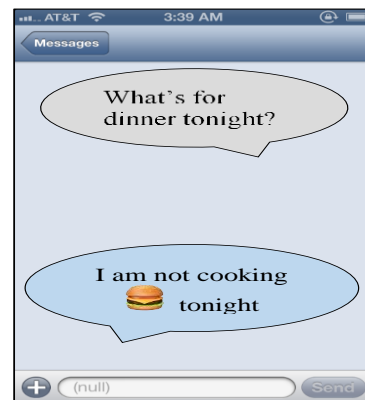 AT&T 3:39 AM
Messages
What's for
dinner tonight?
I am not cooking
🍔 tonight
(null) Send